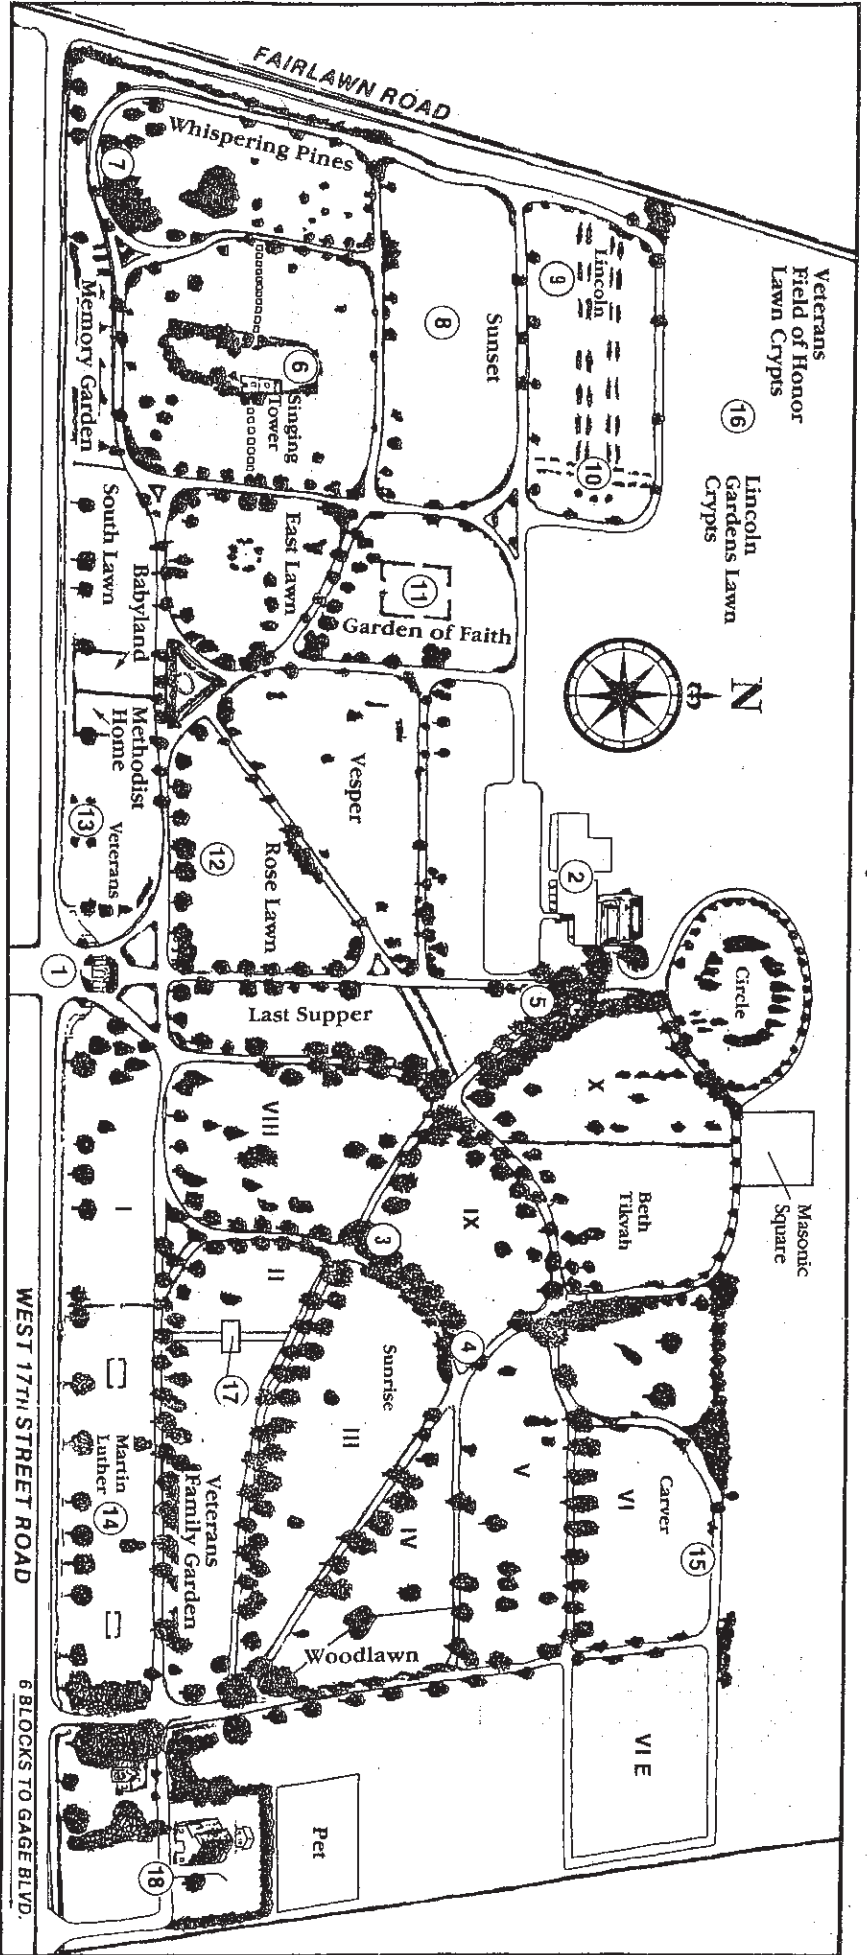 FAIRLAWN ROAD
Veterans
Field of Honor
Lawn Crypts
16
Lincoln
Gardens Lawn
Crypts
N
Whispering Pines
7
Memory Garden
6
Singing
Tower
8
Sunset
9
Lincoln
10
South Lawn
Babyland
East Lawn
11
Garden of Faith
Methodist
Home
13
Veterans
12
Rose Lawn
Vesper
2
1
Last Supper
5
Circle
X
Masonic
Square
Beth
Tikvah
VIII
IX
I
II
3
4
17
Sunrise
III
IV
V
VI
Carver
15
Martin
Luther
14
Veterans
Family Garden
Woodlawn
VI E
Pet
18
WEST 17TH STREET ROAD
6 BLOCKS TO GAGE BLVD.